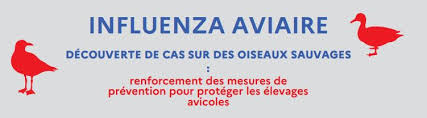 INFLUENZA AVIAIRE
DÉCOUVERTE DE CAS SUR DES OISEAUX SAUVAGES
:
renforcement des mesures de
prévention pour protéger les élevages
avicoles